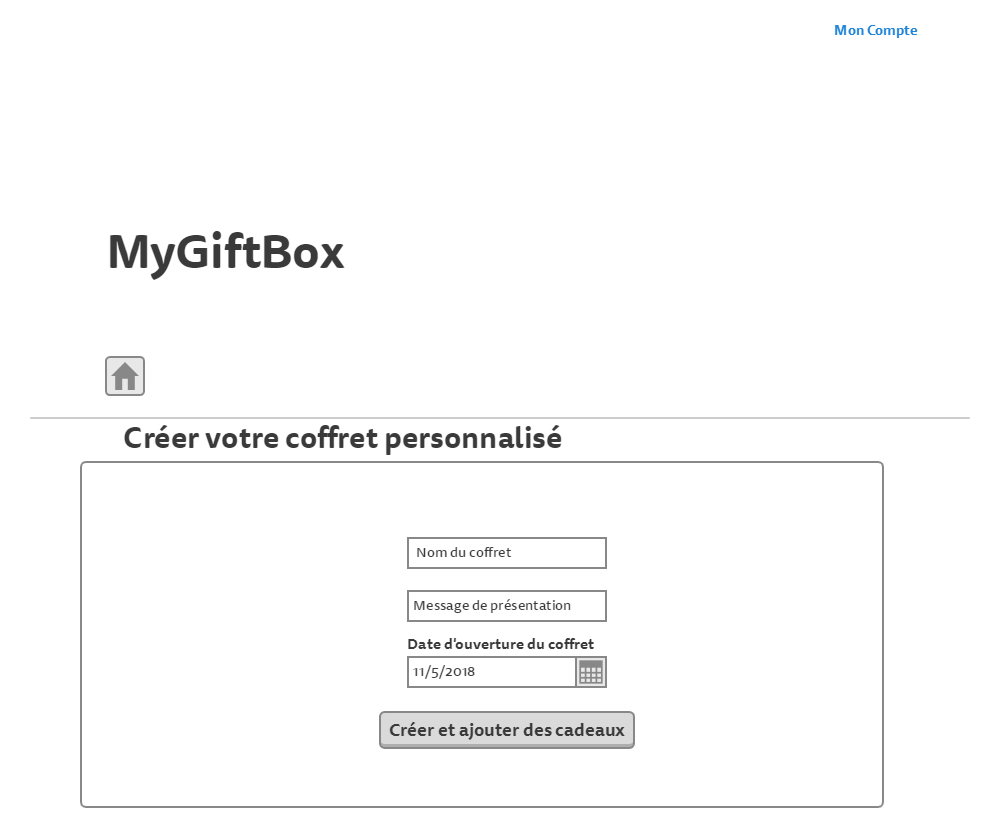 Mon Compte
MyGiftBox
Créer votre coffret personnalisé
Nom du coffret
Message de présentation
Date d'ouverture du coffret
11/5/2018
Créer et ajouter des cadeaux